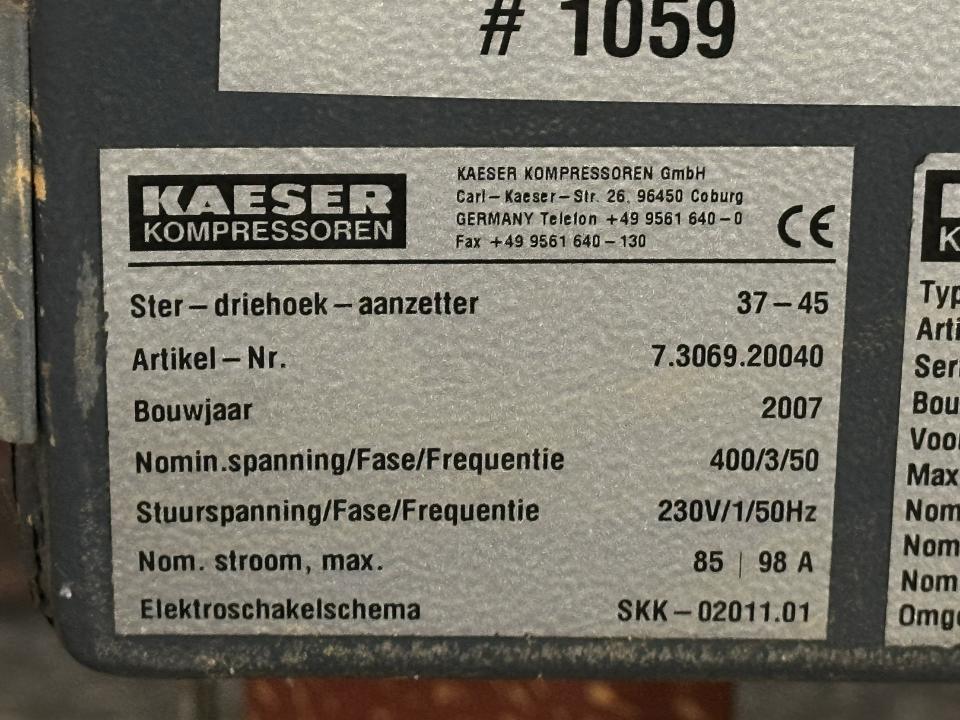 # 1059
KAESER
KOMPRESSOREN
KAESER KOMPRESSOREN GmbH
Carl-Kaeser-Str. 26, 96450 Coburg
GERMANY Telefon +49 9561 640-0
Fax +49 9561 640-130
CE
Ster-driehoek-aanzetter 37-45
Artikel-Nr. 7.3069.20040
Bouwjaar 2007
Nomin.spanning/Fase/Frequentie 400/3/50
Stuurspanning/Fase/Frequentie 230V/1/50Hz
Nom. stroom, max. 85 | 98 A
Elektroschakelschema SKK-02011.01
K
Typ
Arti
Seri
Bou
Voo
Max
Nom
Nom
Nom
Omge